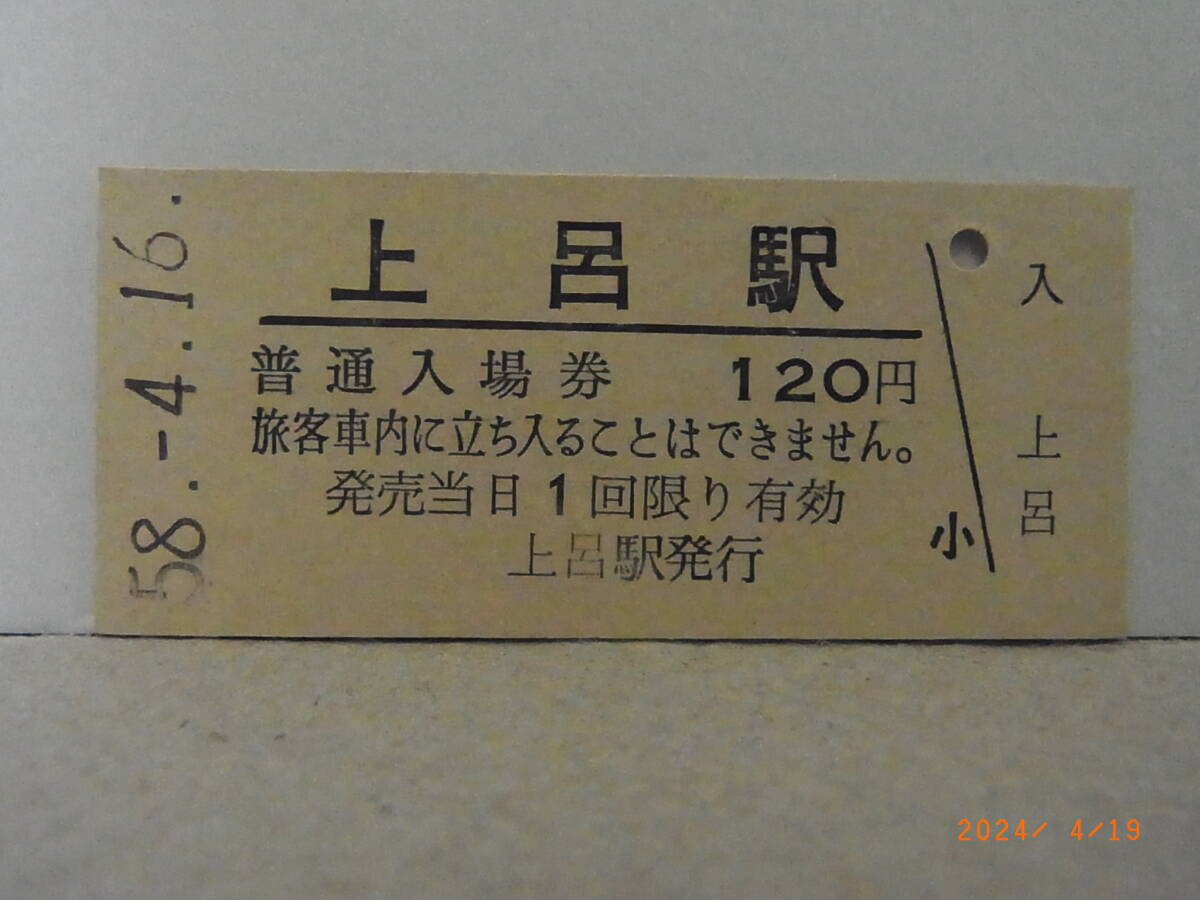 58.-4.16.
上呂駅
普通入場券 120円
旅客車内に立ち入ることはできません。
発売当日1回限り有効
上呂駅発行
小
入
上呂
2024/ 4/19